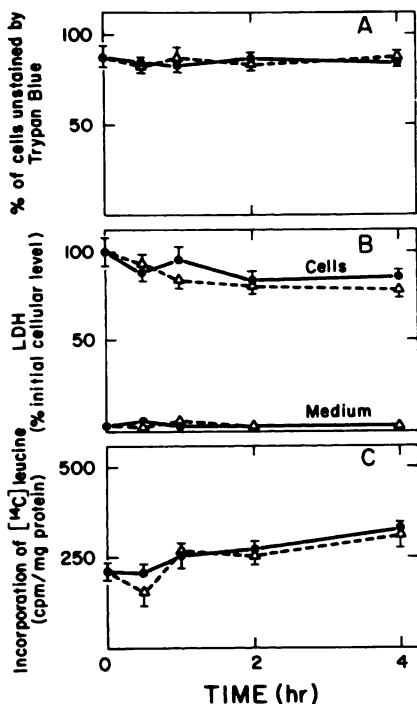 % of cells unstained by
Trypan Blue
100
50
A
LDH
(% initial cellular level)
100
50
B
Cells
Medium
Incorporation of [¹⁴C] leucine
(cpm/mg protein)
500
250
C
0
2
4
TIME (hr)